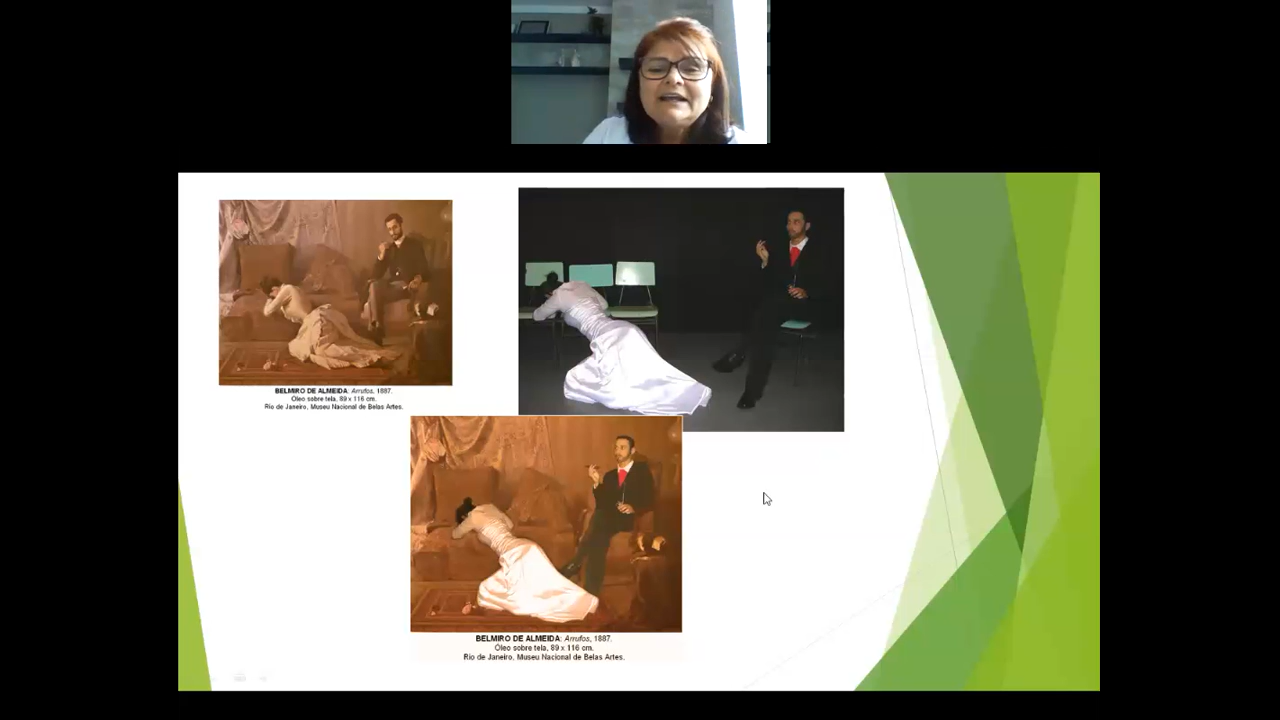 BELMIRO DE ALMEIDA: Arrufos, 1887.
Óleo sobre tela, 89 x 116 cm.
Rio de Janeiro, Museu Nacional de Belas Artes.
BELMIRO DE ALMEIDA: Arrufos, 1887.
Óleo sobre tela, 89 x 116 cm.
Rio de Janeiro, Museu Nacional de Belas Artes.